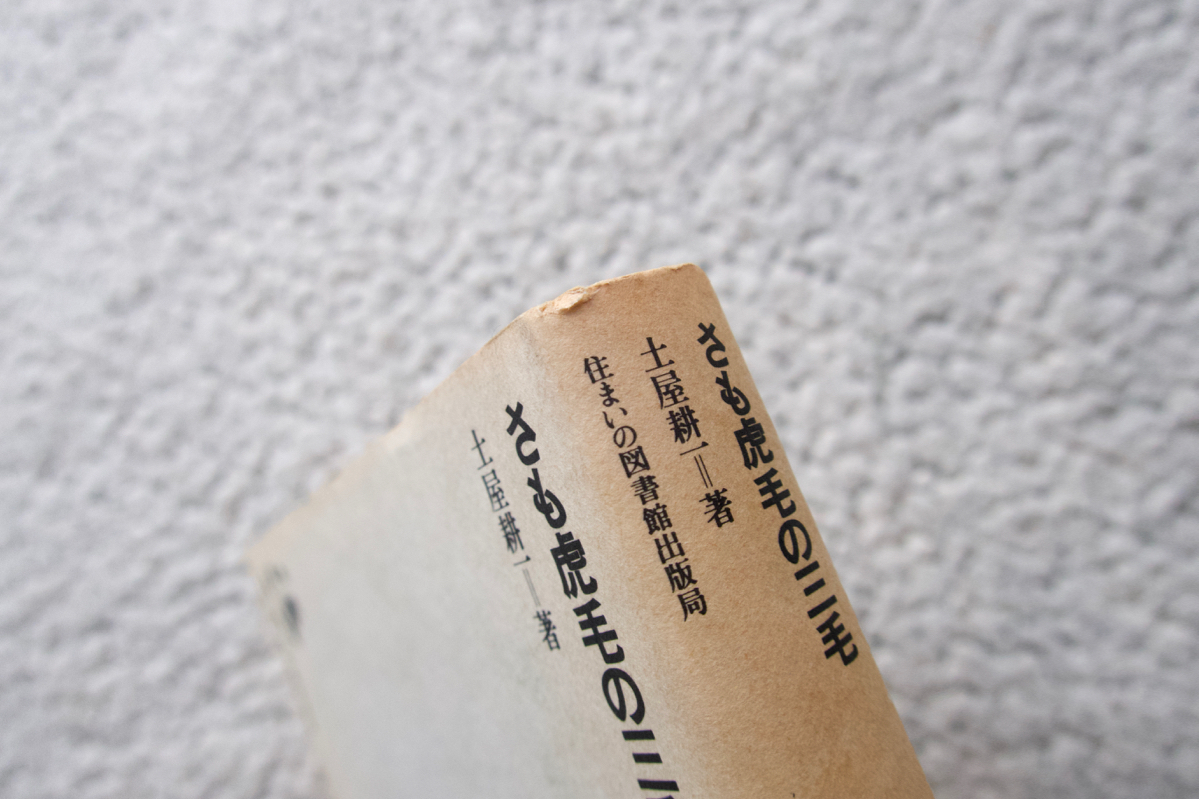 さも虎毛の三毛
土屋耕一=著
住まいの図書館出版局
さも虎毛の三
土屋耕一=著